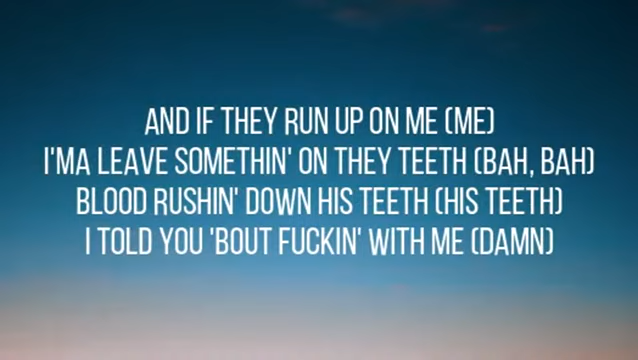 AND IF THEY RUN UP ON ME (ME)
I'MA LEAVE SOMETHIN' ON THEY TEETH (BAH, BAH)
BLOOD RUSHIN' DOWN HIS TEETH (HIS TEETH)
I TOLD YOU 'BOUT FUCKIN' WITH ME (DAMN)